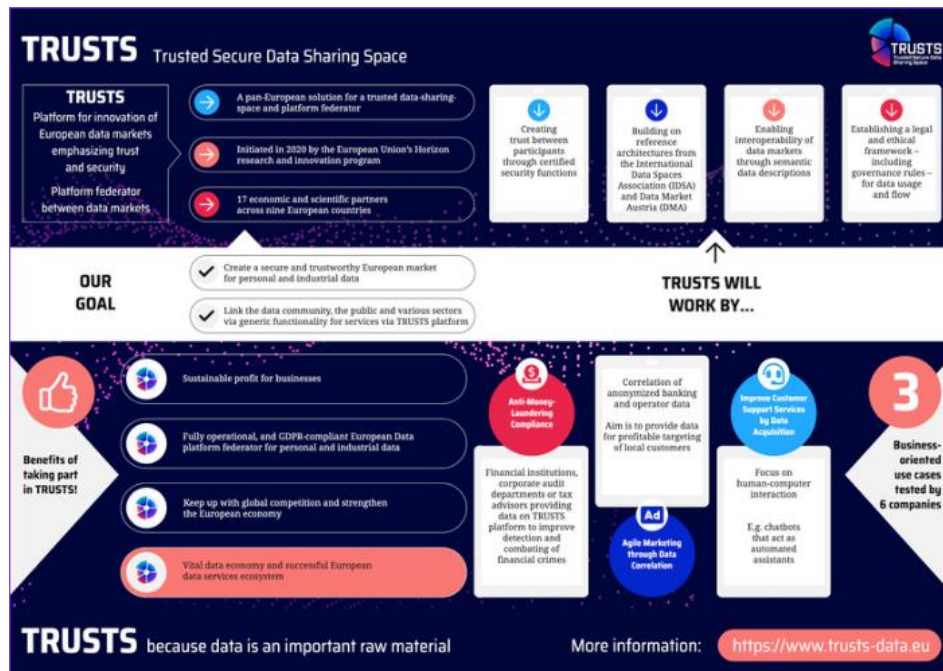 TRUSTS Trusted Secure Data Sharing Space
TRUSTS
Trusted Secure Data
Sharing Space
TRUSTS
Platform for innovation of
European data markets
emphasizing trust
and security
Platform federator
between data markets
A pan-European solution for a trusted data-sharing-
space and platform federator
Initiated in 2020 by the European Union's Horizon
research and innovation program
17 economic and scientific partners
across nine European countries
Creating
trust between
participants
through certified
security functions
Building on
reference
architectures from
the International
Data Spaces
Association (IDSA)
and Data Market
Austria (DMA)
Enabling
interoperability of
data markets
through semantic
data descriptions
Establishing a legal
and ethical
framework –
including
governance rules –
for data usage
and flow
OUR
GOAL
Create a secure and trustworthy European market
for personal and industrial data
Link the data community, the public and various sectors
via generic functionality for services via TRUSTS platform
TRUSTS WILL
WORK BY...
Benefits of
taking part
in TRUSTS!
Sustainable profit for businesses
Fully operational, and GDPR-compliant European Data
platform federator for personal and industrial data
Keep up with global competition and strengthen
the European economy
Vital data economy and successful European
data services ecosystem
$
Anti-Money-
Laundering
Compliance
Financial institutions,
corporate audit
departments or tax
advisors providing
data on TRUSTS
platform to improve
detection and
combating of
financial crimes
Correlation of
anonymized banking
and operator data
Aim is to provide data
for profitable targeting
of local customers
Ad
Agile Marketing
through Data
Correlation
Improve Customer
Support Services
by Data
Acquisition
Focus on
human-computer
interaction
E.g. chatbots
that act as
automated
assistants
3
Business-
oriented
use cases
tested by
6 companies
TRUSTS because data is an important raw material
More information: https://www.trusts-data.eu